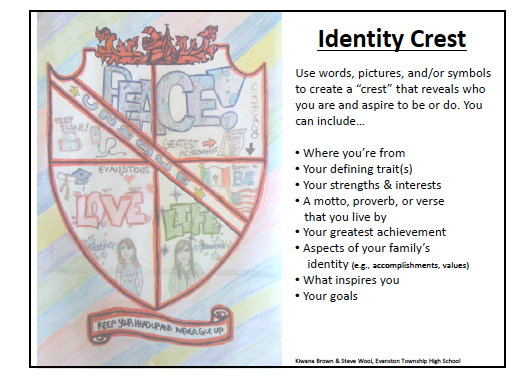 PEACE!
UNIQUE
CHICAGO
GREATEST
ACHIEVEMENT
EVANSTON
BE
LOVE
LIFE
KEEP YOUR HEAD UP AND NEVER GIVE UP
Identity Crest
Use words, pictures, and/or symbols
to create a “crest” that reveals who
you are and aspire to be or do. You
can include…
• Where you’re from
• Your defining trait(s)
• Your strengths & interests
• A motto, proverb, or verse
that you live by
• Your greatest achievement
• Aspects of your family’s
identity (e.g., accomplishments, values)
• What inspires you
• Your goals
Kiwana Brown & Steve Wool, Evanston Township High School